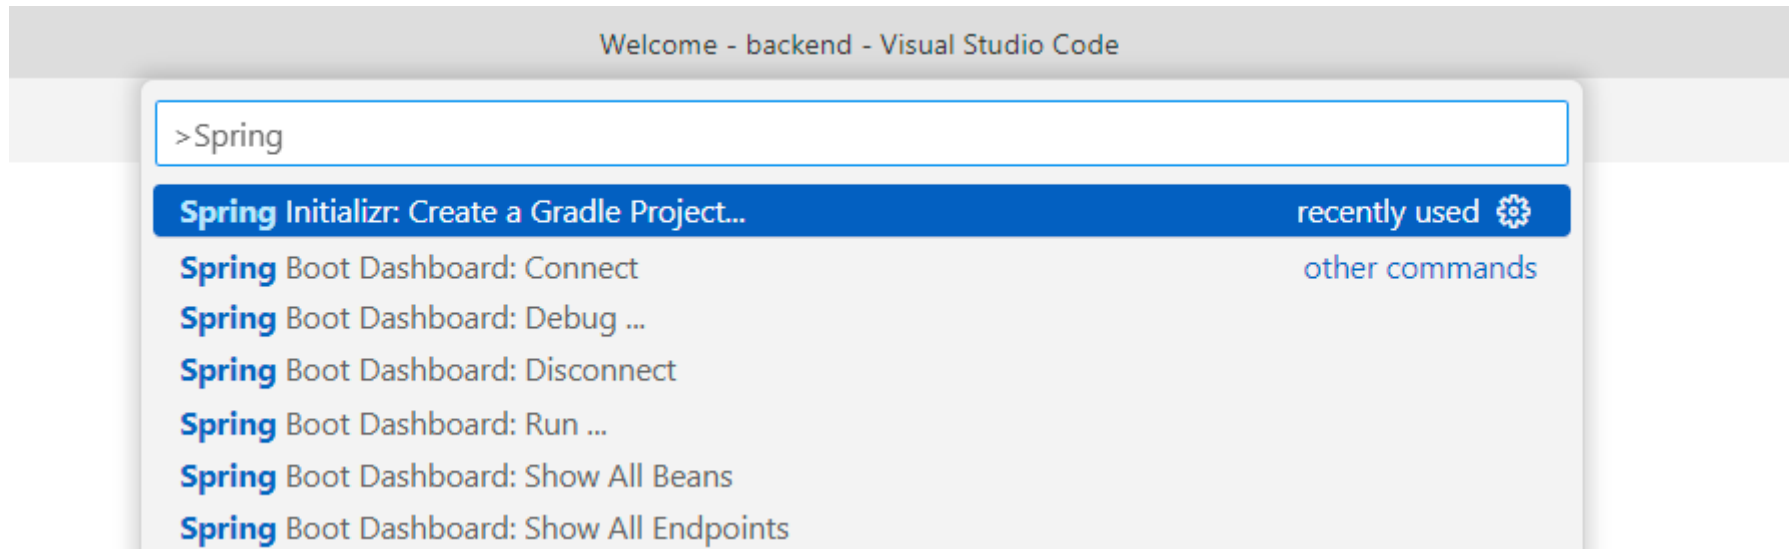 Welcome - backend - Visual Studio Code
>Spring
Spring Initializr: Create a Gradle Project... recently used
Spring Boot Dashboard: Connect other commands
Spring Boot Dashboard: Debug ...
Spring Boot Dashboard: Disconnect
Spring Boot Dashboard: Run ...
Spring Boot Dashboard: Show All Beans
Spring Boot Dashboard: Show All Endpoints